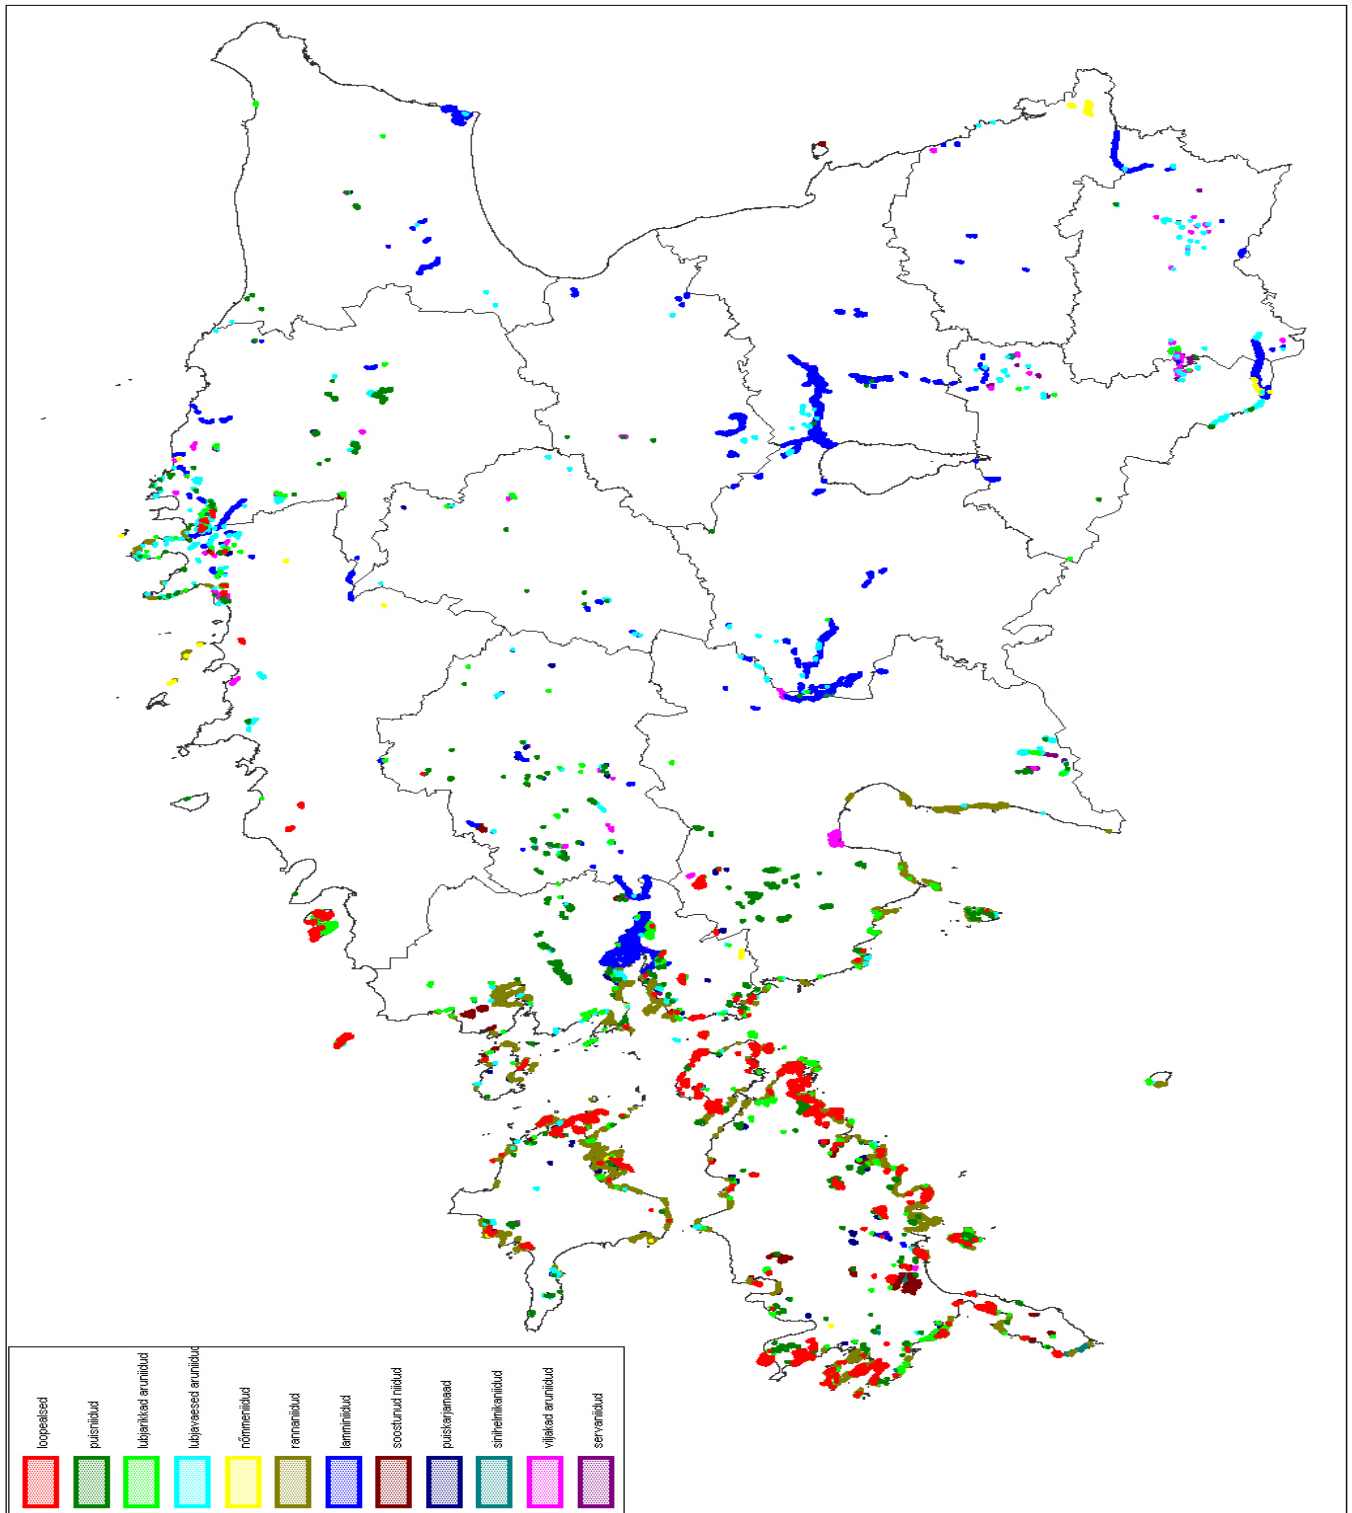 loopealsed
puisniidud
lubjarikkad aruniidud
lubjavaesed aruniidud
nõmmeniidud
rannaniidud
lamminiidud
soostunud niidud
puiskarjamaad
sinihelmikaniidud
viljakad aruniidud
servaniidud